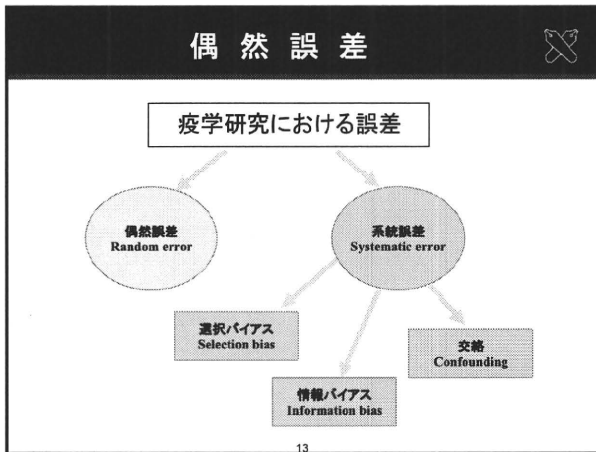 偶然誤差
疫学研究における誤差
偶然誤差
Random error
系統誤差
Systematic error
選択バイアス
Selection bias
交絡
Confounding
情報バイアス
Information bias
13